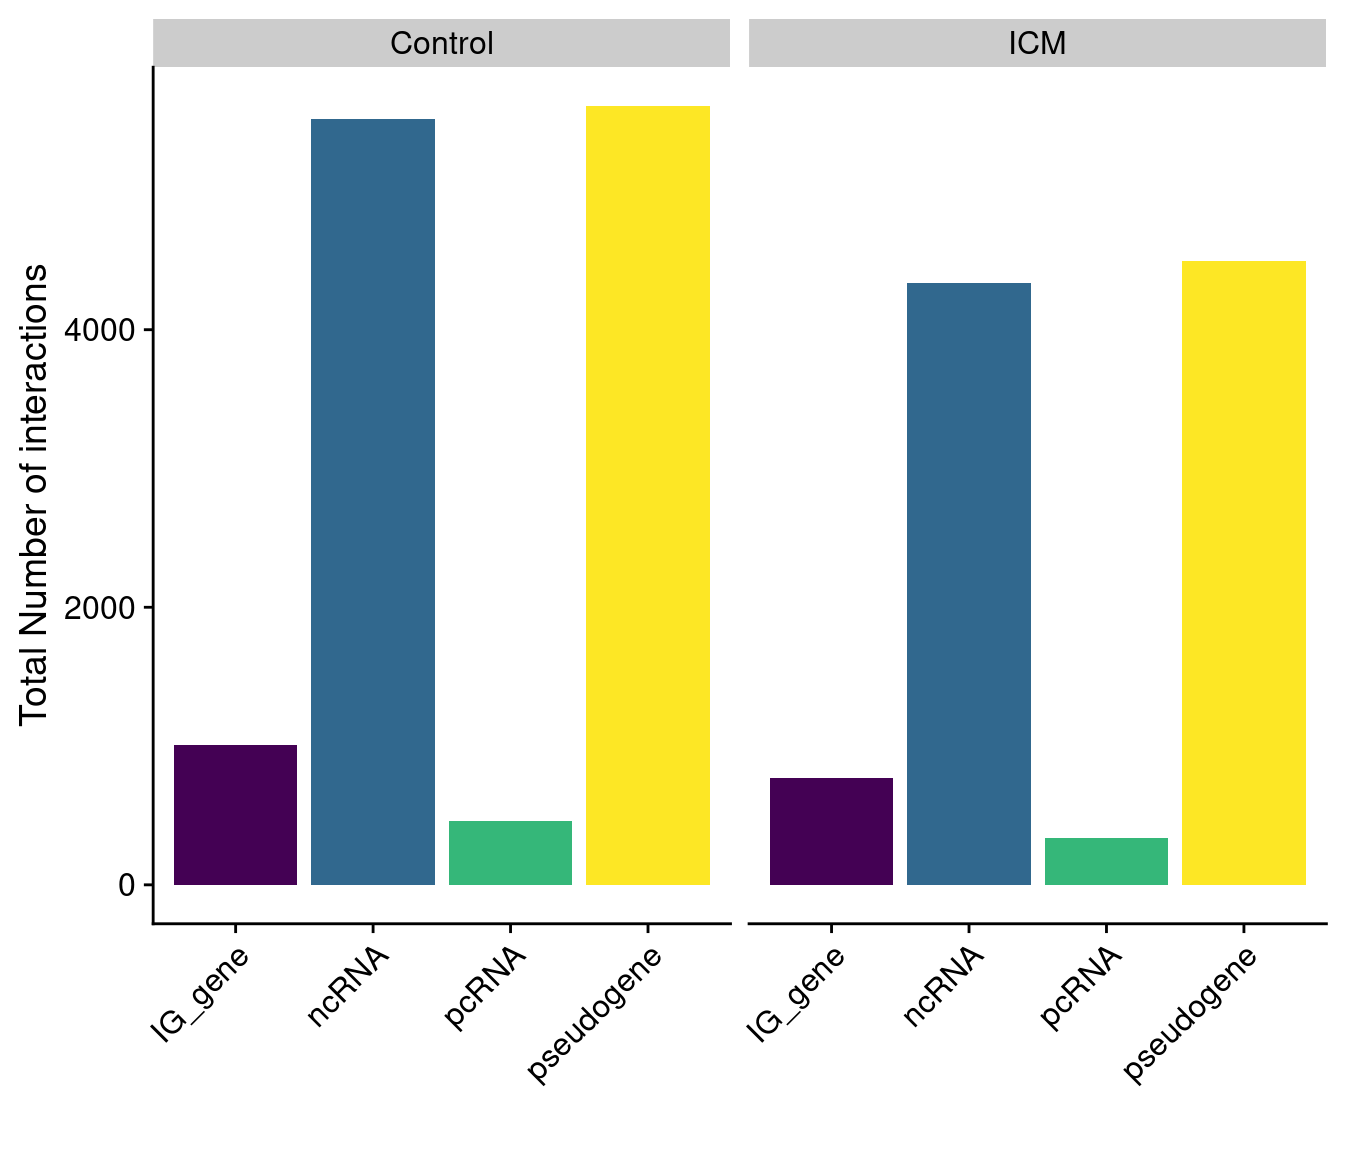 Control
ICM
Total Number of interactions
4000
2000
0
IG_gene
ncRNA
pcRNA
pseudogene
IG_gene
ncRNA
pcRNA
pseudogene